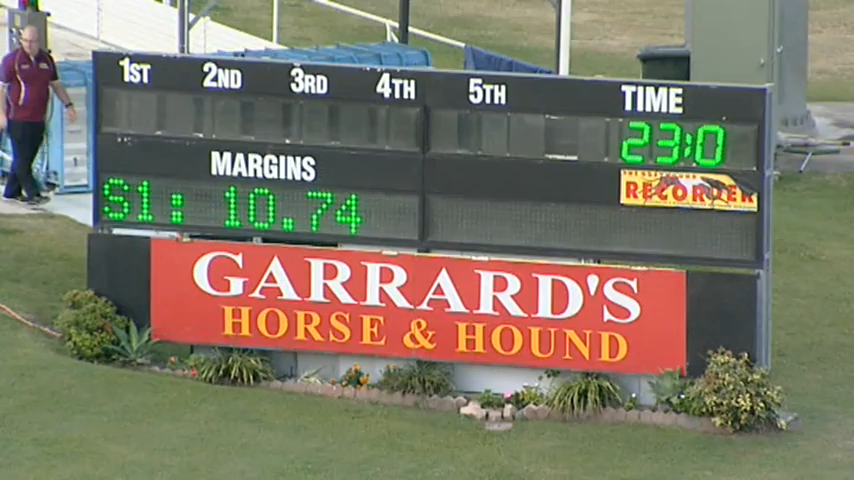 1ST 2ND 3RD 4TH 5TH TIME
23:0
MARGINS
S1: 10.74
RECORDER
GARRARD'S
HORSE & HOUND